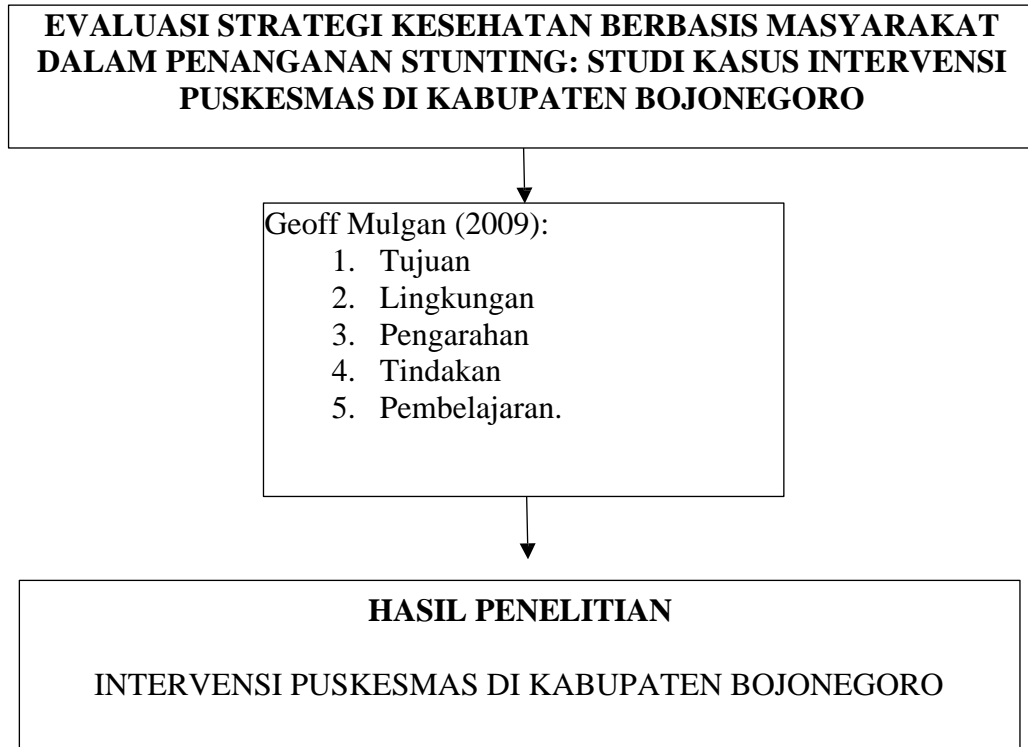 EVALUASI STRATEGI KESEHATAN BERBASIS MASYARAKAT
DALAM PENANGANAN STUNTING: STUDI KASUS INTERVENSI
PUSKESMAS DI KABUPATEN BOJONEGORO
Geoff Mulgan (2009):
1. Tujuan
2. Lingkungan
3. Pengarahan
4. Tindakan
5. Pembelajaran.
HASIL PENELITIAN
INTERVENSI PUSKESMAS DI KABUPATEN BOJONEGORO